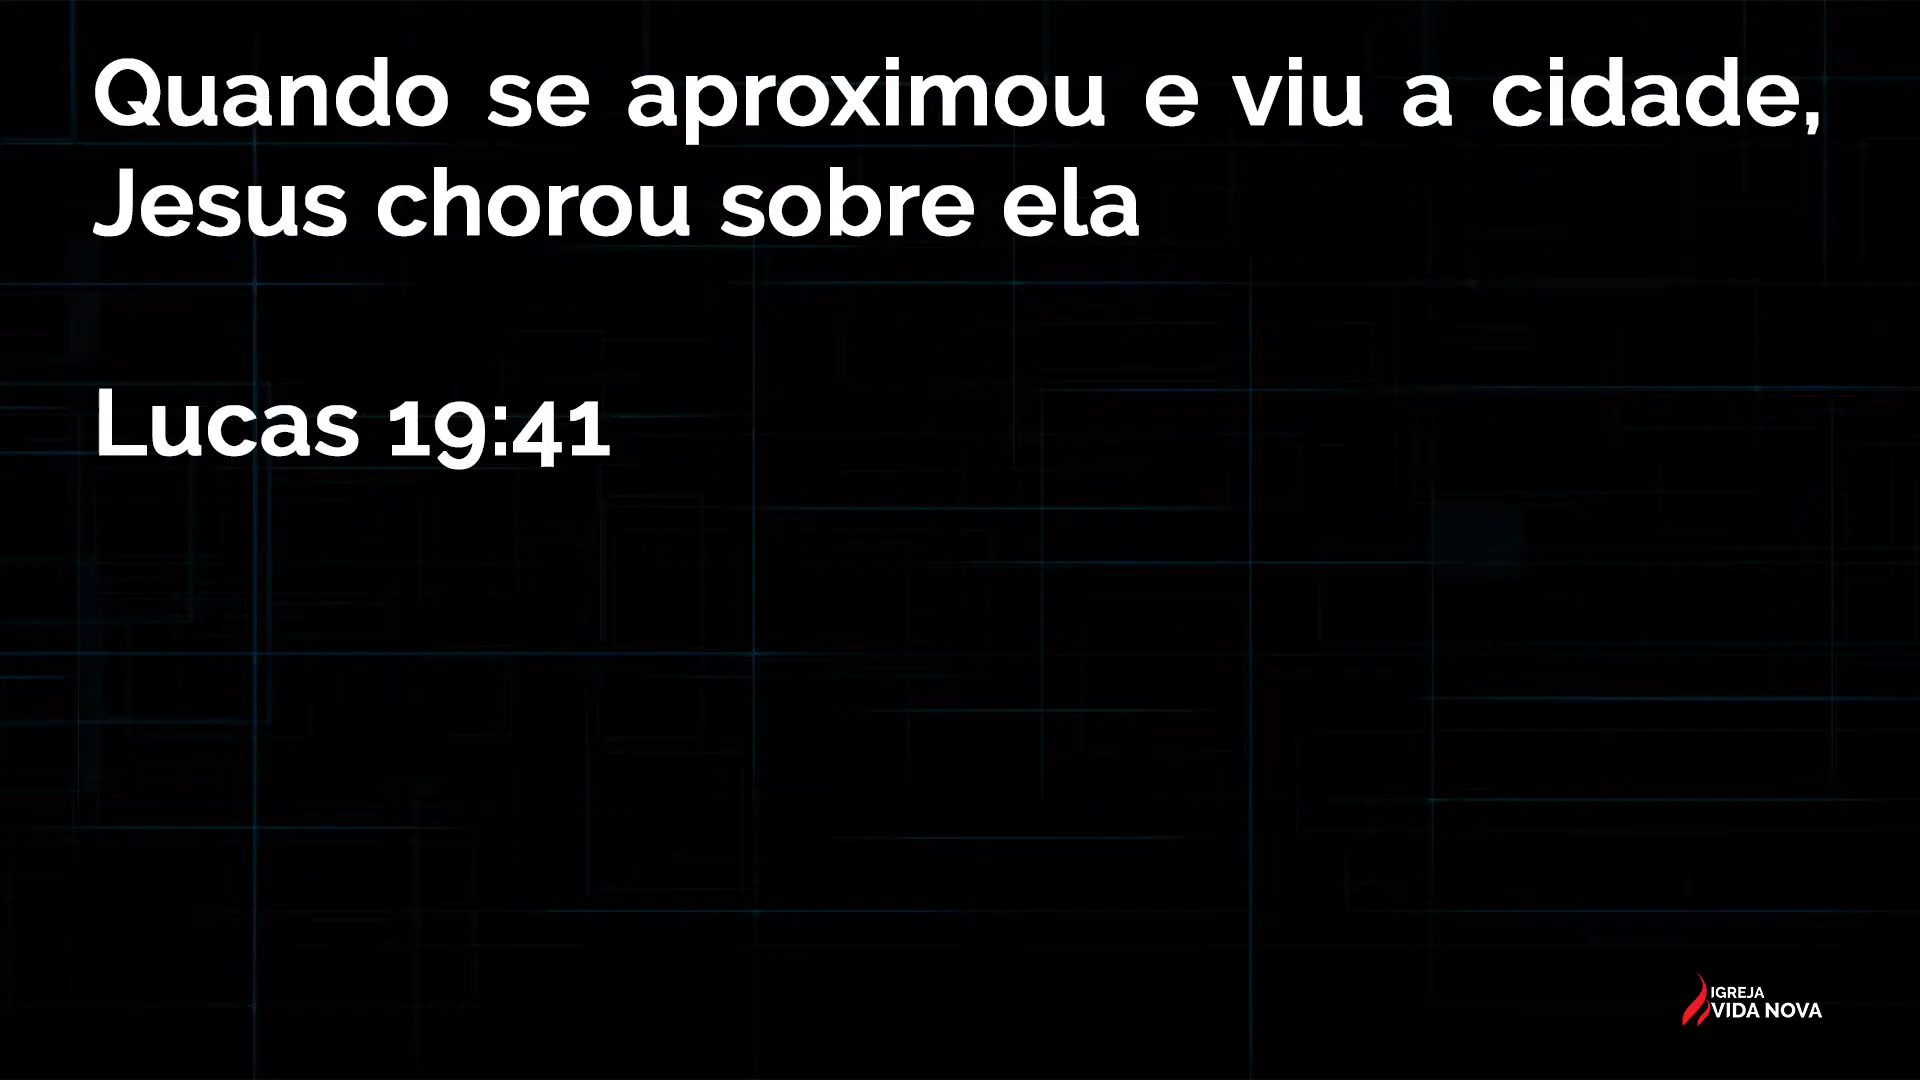 Quando se aproximou e viu a cidade,
Jesus chorou sobre ela
Lucas 19:41
IGREJA
VIDA NOVA